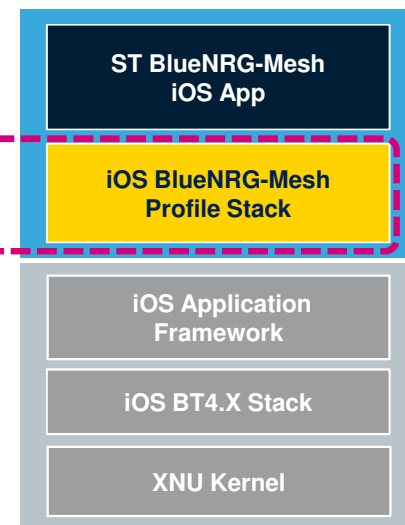 ST BlueNRG-Mesh
iOS App
iOS BlueNRG-Mesh
Profile Stack
iOS Application
Framework
iOS BT4.X Stack
XNU Kernel